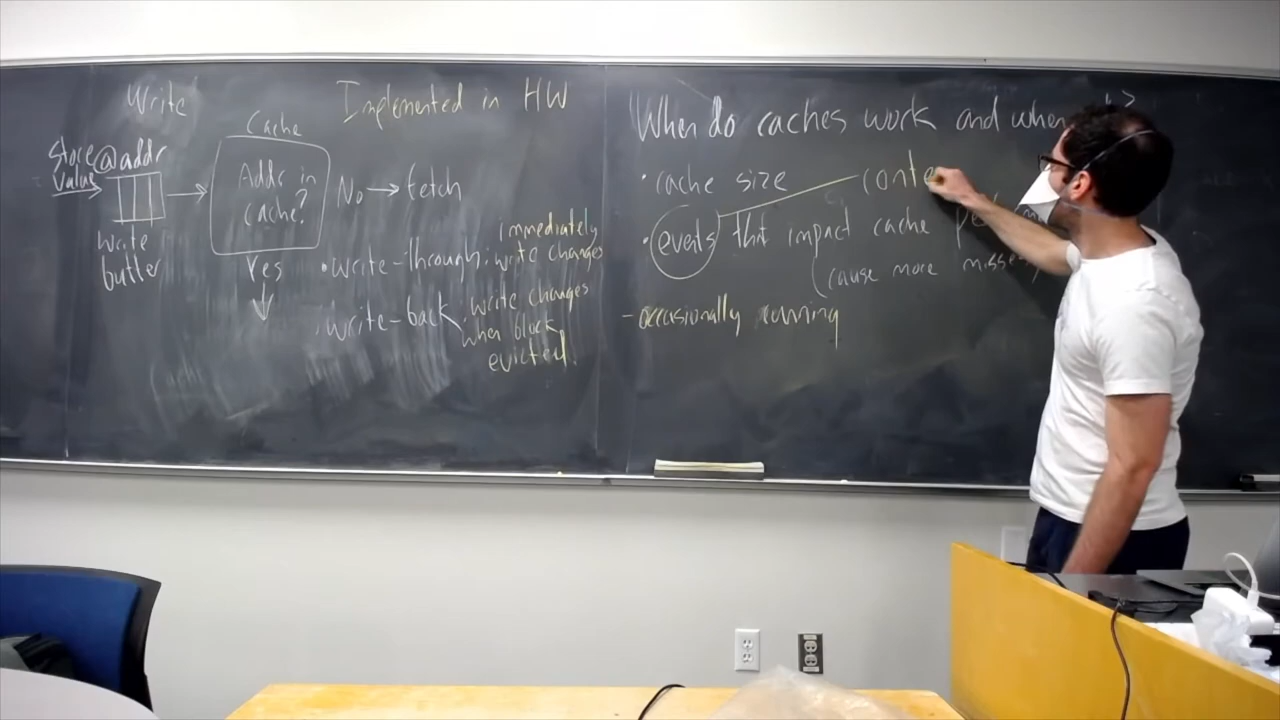 Write
Implemented in HW
Cache
store @ addr
value
Addr in
cache?
No → fetch
write
buffer
Yes
• write-through: immediately
write changes
• write-back: write changes
when block
evicted.
When do caches work and when
• cache size
conte
• events that impact cache
cause more misses
- occasionally running